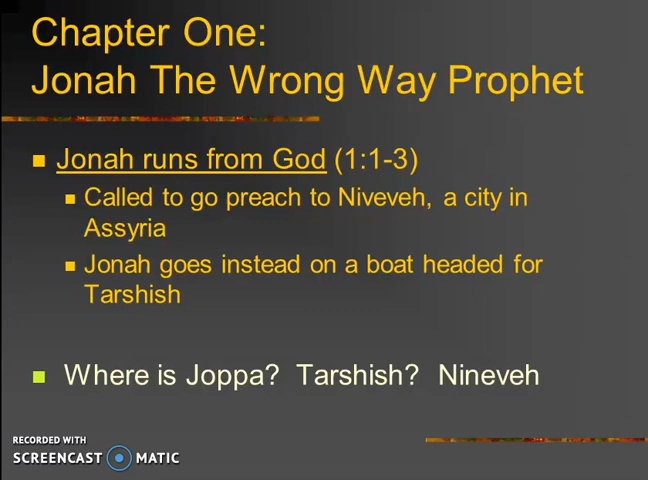 Chapter One:
Jonah The Wrong Way Prophet
Jonah runs from God (1:1-3)
Called to go preach to Niveveh, a city in
Assyria
Jonah goes instead on a boat headed for
Tarshish
Where is Joppa? Tarshish? Nineveh
RECORDED WITH
SCREENCAST MATIC